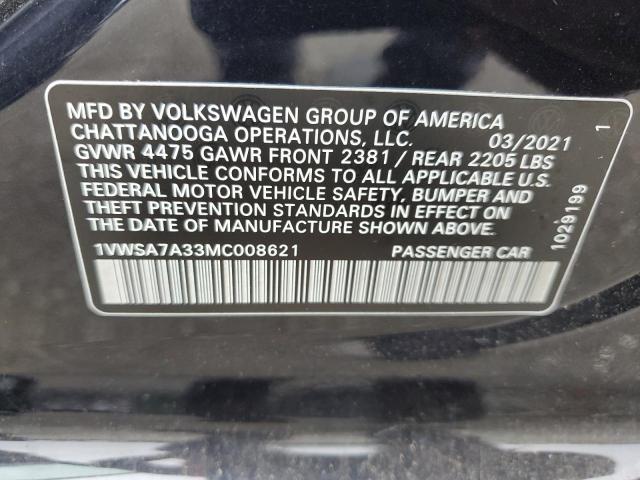 MFD BY VOLKSWAGEN GROUP OF AMERICA
CHATTANOOGA OPERATIONS, LLC. 03/2021
GVWR 4475 GAWR FRONT 2381 / REAR 2205 LBS
THIS VEHICLE CONFORMS TO ALL APPLICABLE U.S.
FEDERAL MOTOR VEHICLE SAFETY, BUMPER AND
THEFT PREVENTION STANDARDS IN EFFECT ON
THE DATE OF MANUFACTURE SHOWN ABOVE.
1VWSA7A33MC008621 PASSENGER CAR
1
1029199